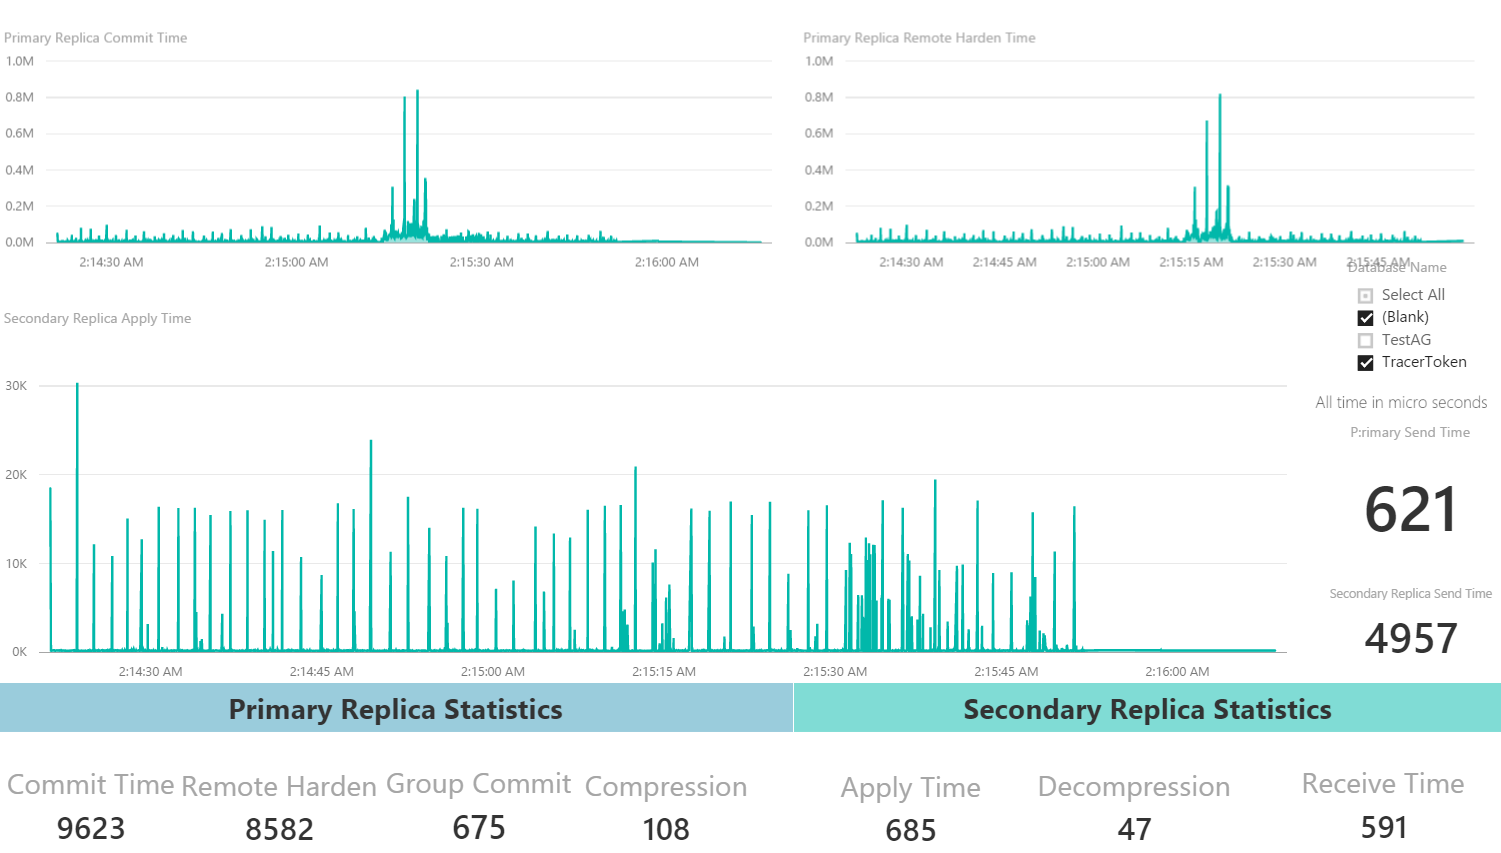 Primary Replica Commit Time
1.0M
0.8M
0.6M
0.4M
0.2M
0.0M
2:14:30 AM
2:15:00 AM
2:15:30 AM
2:16:00 AM
Primary Replica Remote Harden Time
1.0M
0.8M
0.6M
0.4M
0.2M
0.0M
2:14:30 AM
2:14:45 AM
2:15:00 AM
2:15:15 AM
2:15:30 AM
2:15:45 AM
Database Name
Select All
(Blank)
TestAG
TracerToken
Secondary Replica Apply Time
30K
20K
10K
0K
2:14:30 AM
2:14:45 AM
2:15:00 AM
2:15:15 AM
2:15:30 AM
2:15:45 AM
2:16:00 AM
All time in micro seconds
P:rimary Send Time
621
Secondary Replica Send Time
4957
Primary Replica Statistics
Commit Time
9623
Remote Harden
8582
Group Commit
675
Compression
108
Secondary Replica Statistics
Apply Time
685
Decompression
47
Receive Time
591